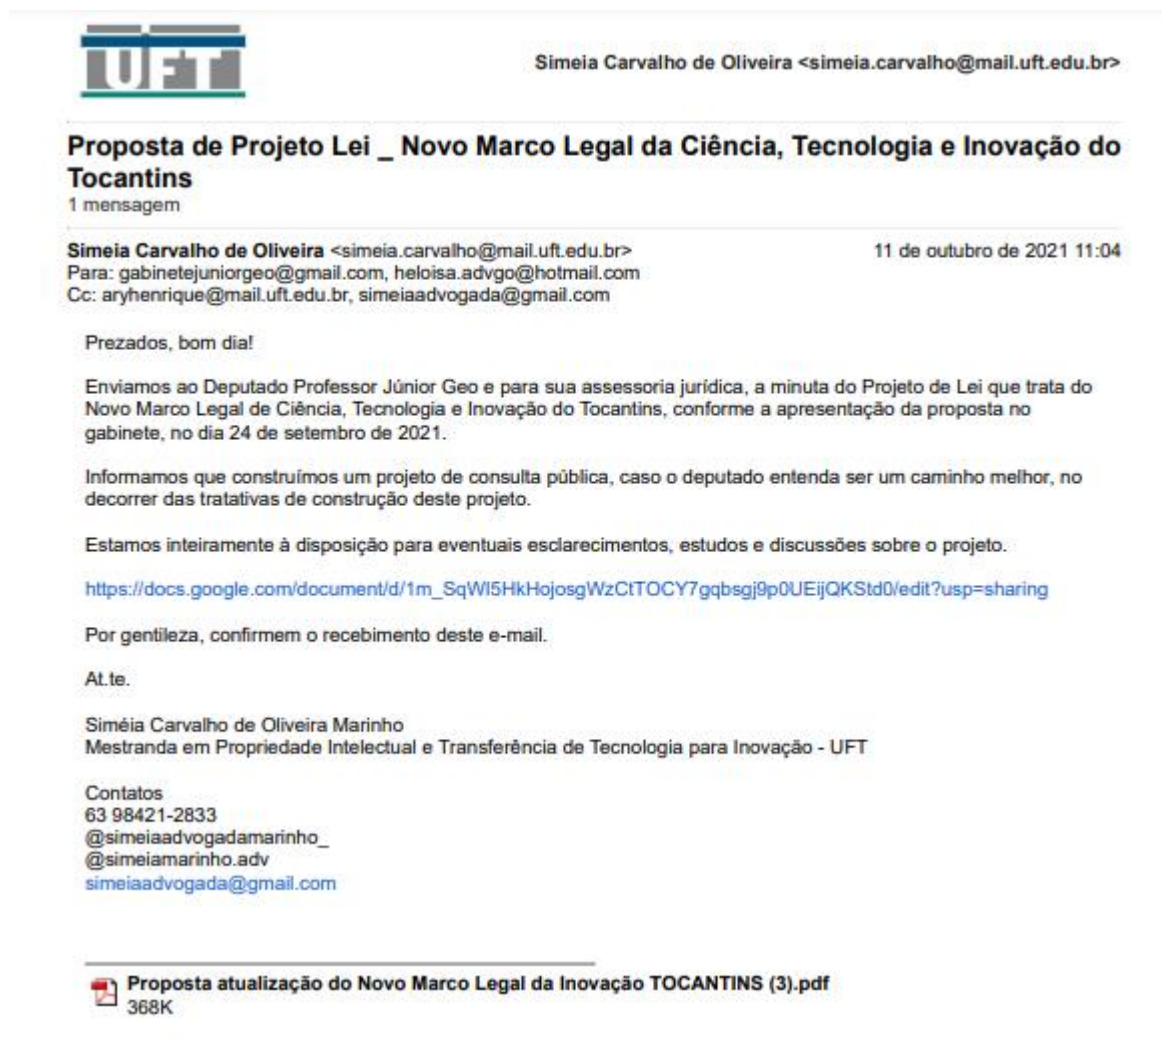 UFT
Simeia Carvalho de Oliveira <simeia.carvalho@mail.uft.edu.br>
Proposta de Projeto Lei _ Novo Marco Legal da Ciência, Tecnologia e Inovação do
Tocantins
1 mensagem
Simeia Carvalho de Oliveira <simeia.carvalho@mail.uft.edu.br> 11 de outubro de 2021 11:04
Para: gabinetejuniorgeo@gmail.com, heloisa.advgo@hotmail.com
Cc: aryhenrique@mail.uft.edu.br, simeiaadvogada@gmail.com
Prezados, bom dia!
Enviamos ao Deputado Professor Júnior Geo e para sua assessoria jurídica, a minuta do Projeto de Lei que trata do
Novo Marco Legal de Ciência, Tecnologia e Inovação do Tocantins, conforme a apresentação da proposta no
gabinete, no dia 24 de setembro de 2021.
Informamos que construímos um projeto de consulta pública, caso o deputado entenda ser um caminho melhor, no
decorrer das tratativas de construção deste projeto.
Estamos inteiramente à disposição para eventuais esclarecimentos, estudos e discussões sobre o projeto.
https://docs.google.com/document/d/1m_SqWI5HkHojosgWzCtTOCY7gqbsgj9p0UEijQKStd0/edit?usp=sharing
Por gentileza, confirmem o recebimento deste e-mail.
At.te.
Siméia Carvalho de Oliveira Marinho
Mestranda em Propriedade Intelectual e Transferência de Tecnologia para Inovação - UFT
Contatos
63 98421-2833
@simeiaadvogadamarinho_
@simeiamarinho.adv
simeiaadvogada@gmail.com
Proposta atualização do Novo Marco Legal da Inovação TOCANTINS (3).pdf
368K